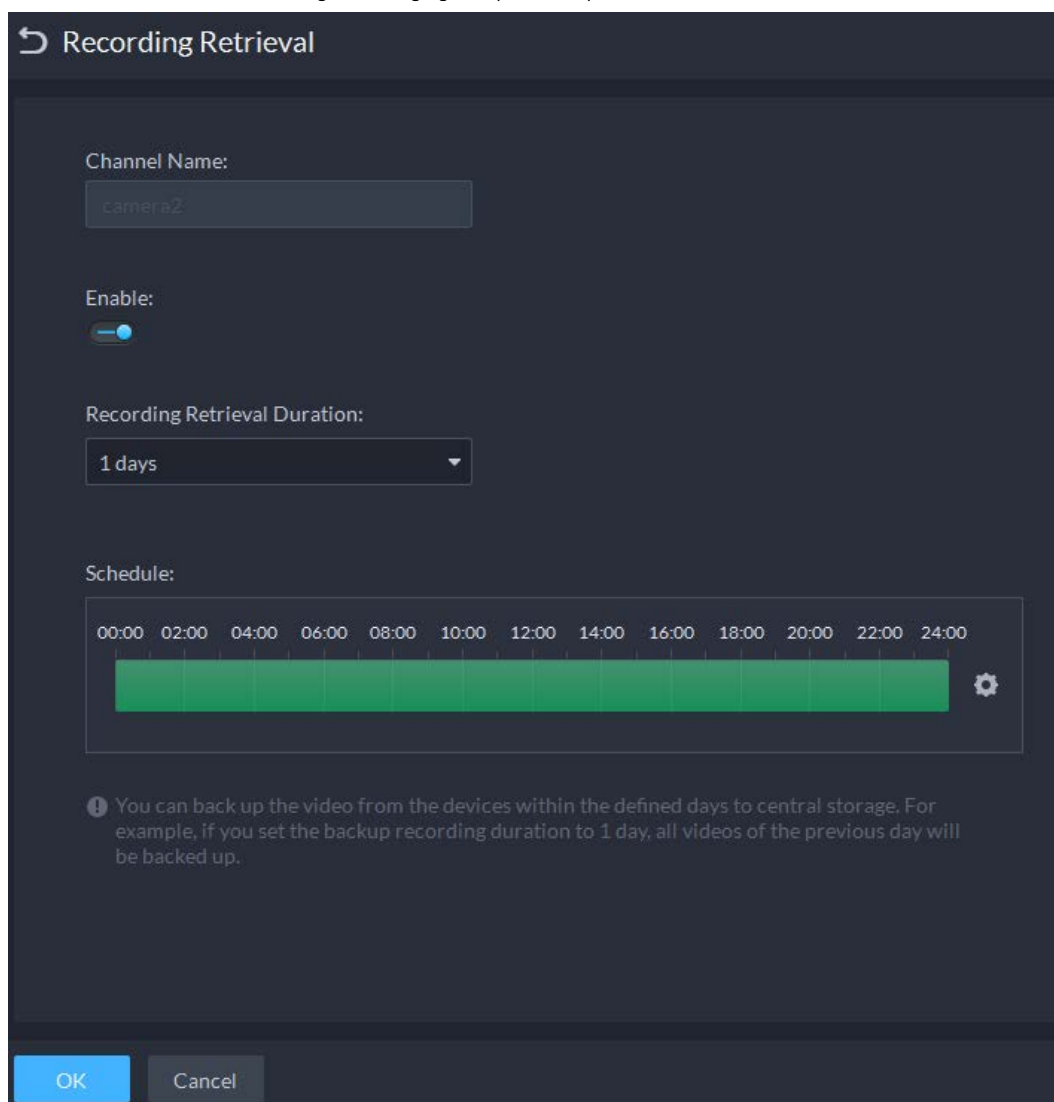 Recording Retrieval
Channel Name:
camera2
Enable:
Recording Retrieval Duration:
1 days
Schedule:
00:00 02:00 04:00 06:00 08:00 10:00 12:00 14:00 16:00 18:00 20:00 22:00 24:00
You can back up the video from the devices within the defined days to central storage. For
example, if you set the backup recording duration to 1 day, all videos of the previous day will
be backed up.
OK Cancel